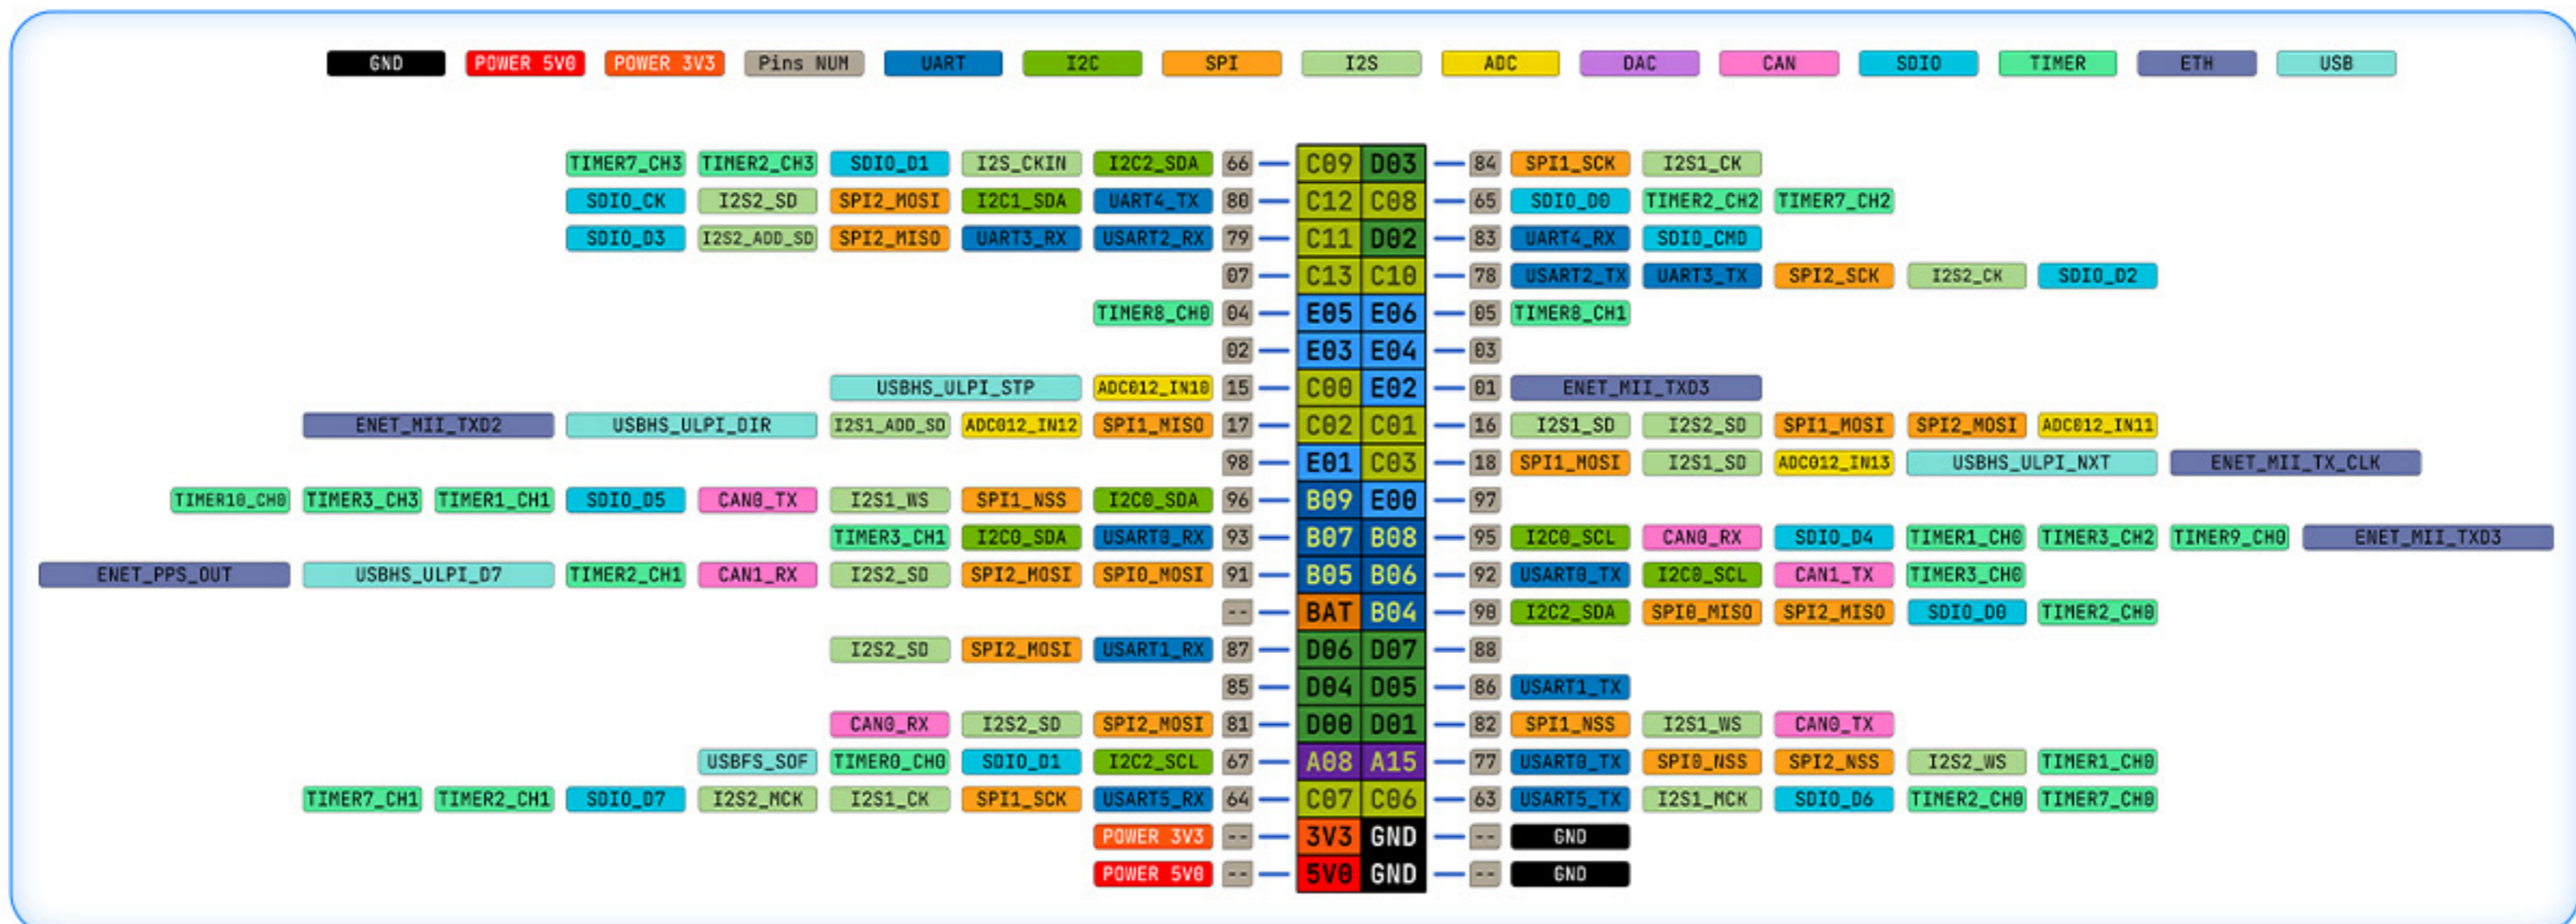 GND POWER 5V0 POWER 3V3 Pins NUM UART I2C SPI I2S ADC DAC CAN SDIO TIMER ETH USB
TIMER7_CH3 TIMER2_CH3 SDIO_D1 I2S_CKIN I2C2_SDA 66 C09 D03 84 SPI1_SCK I2S1_CK
SDIO_CK I2S2_SD SPI2_MOSI I2C1_SDA UART4_TX 80 C12 C08 65 SDIO_D0 TIMER2_CH2 TIMER7_CH2
SDIO_D3 I2S2_ADD_SD SPI2_MISO UART3_RX USART2_RX 79 C11 D02 83 UART4_RX SDIO_CMD
07 C13 C10 78 USART2_TX UART3_TX SPI2_SCK I2S2_CK SDIO_D2
TIMER8_CH0 04 E05 E06 05 TIMER8_CH1
02 E03 E04 03
USBHS_ULPI_STP ADC012_IN10 15 C00 E02 01 ENET_MII_TXD3
ENET_MII_TXD2 USBHS_ULPI_DIR I2S1_ADD_SD ADC012_IN12 SPI1_MISO 17 C02 C01 16 I2S1_SD I2S2_SD SPI1_MOSI SPI2_MOSI ADC012_IN11
98 E01 C03 18 SPI1_MOSI I2S1_SD ADC012_IN13 USBHS_ULPI_NXT ENET_MII_TX_CLK
TIMER10_CH0 TIMER3_CH3 TIMER1_CH1 SDIO_D5 CAN0_TX I2S1_WS SPI1_NSS I2C0_SDA 96 B09 E00 97
TIMER3_CH1 I2C0_SDA USART0_RX 93 B07 B08 95 I2C0_SCL CAN0_RX SDIO_D4 TIMER1_CH0 TIMER3_CH2 TIMER9_CH0 ENET_MII_TXD3
ENET_PPS_OUT USBHS_ULPI_D7 TIMER2_CH1 CAN1_RX I2S2_SD SPI2_MOSI SPI0_MOSI 91 B05 B06 92 USART0_TX I2C0_SCL CAN1_TX TIMER3_CH0
-- BAT B04 90 I2C2_SDA SPI0_MISO SPI2_MISO SDIO_D0 TIMER2_CH0
I2S2_SD SPI2_MOSI USART1_RX 87 D06 D07 88
85 D04 D05 86 USART1_TX
CAN0_RX I2S2_SD SPI2_MOSI 81 D00 D01 82 SPI1_NSS I2S1_WS CAN0_TX
USBFS_SOF TIMER0_CH0 SDIO_D1 I2C2_SCL 67 A08 A15 77 USART0_TX SPI0_NSS SPI2_NSS I2S2_WS TIMER1_CH0
TIMER7_CH1 TIMER2_CH1 SDIO_D7 I2S2_MCK I2S1_CK SPI1_SCK USART5_RX 64 C07 C06 63 USART5_TX I2S1_MCK SDIO_D6 TIMER2_CH0 TIMER7_CH0
POWER 3V3 -- 3V3 GND -- GND
POWER 5V0 -- 5V0 GND -- GND